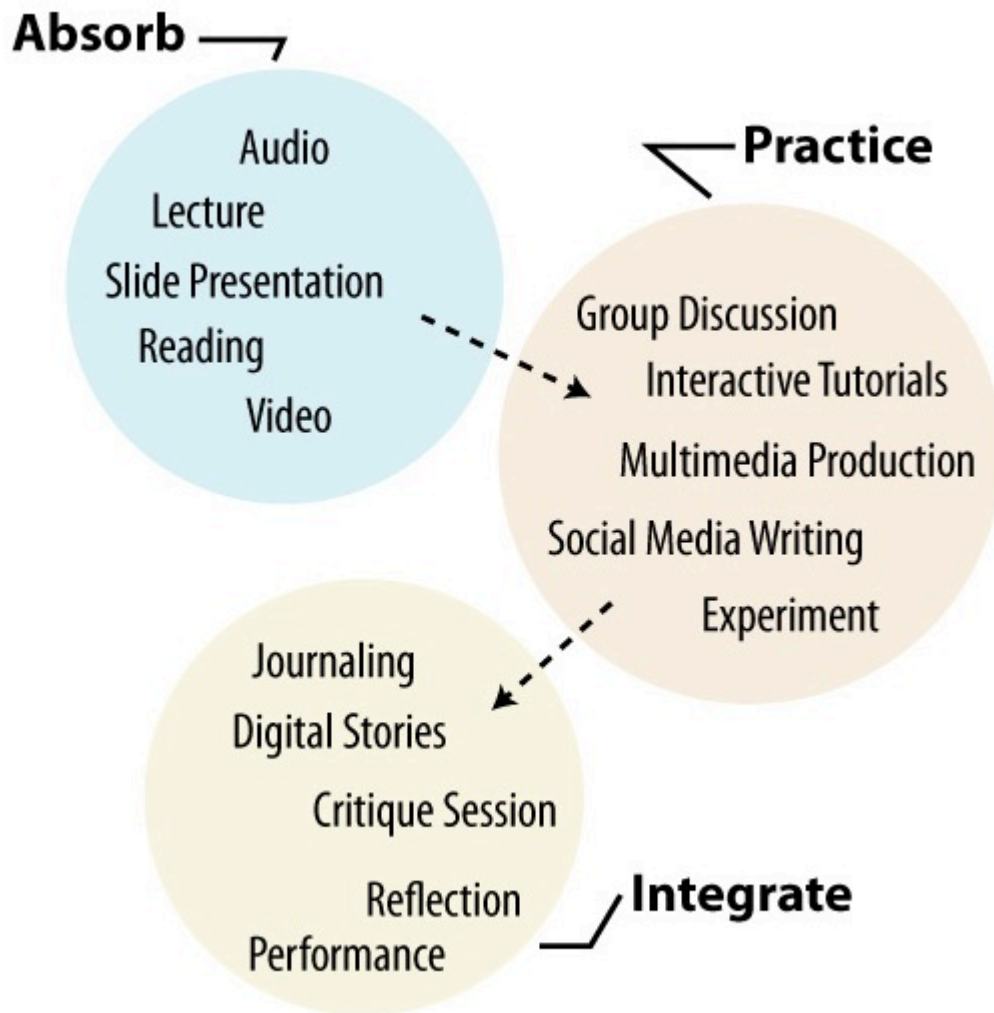 Absorb
Audio
Lecture
Slide Presentation
Reading
Video
Practice
Group Discussion
Interactive Tutorials
Multimedia Production
Social Media Writing
Experiment
Journaling
Digital Stories
Critique Session
Reflection
Performance
Integrate